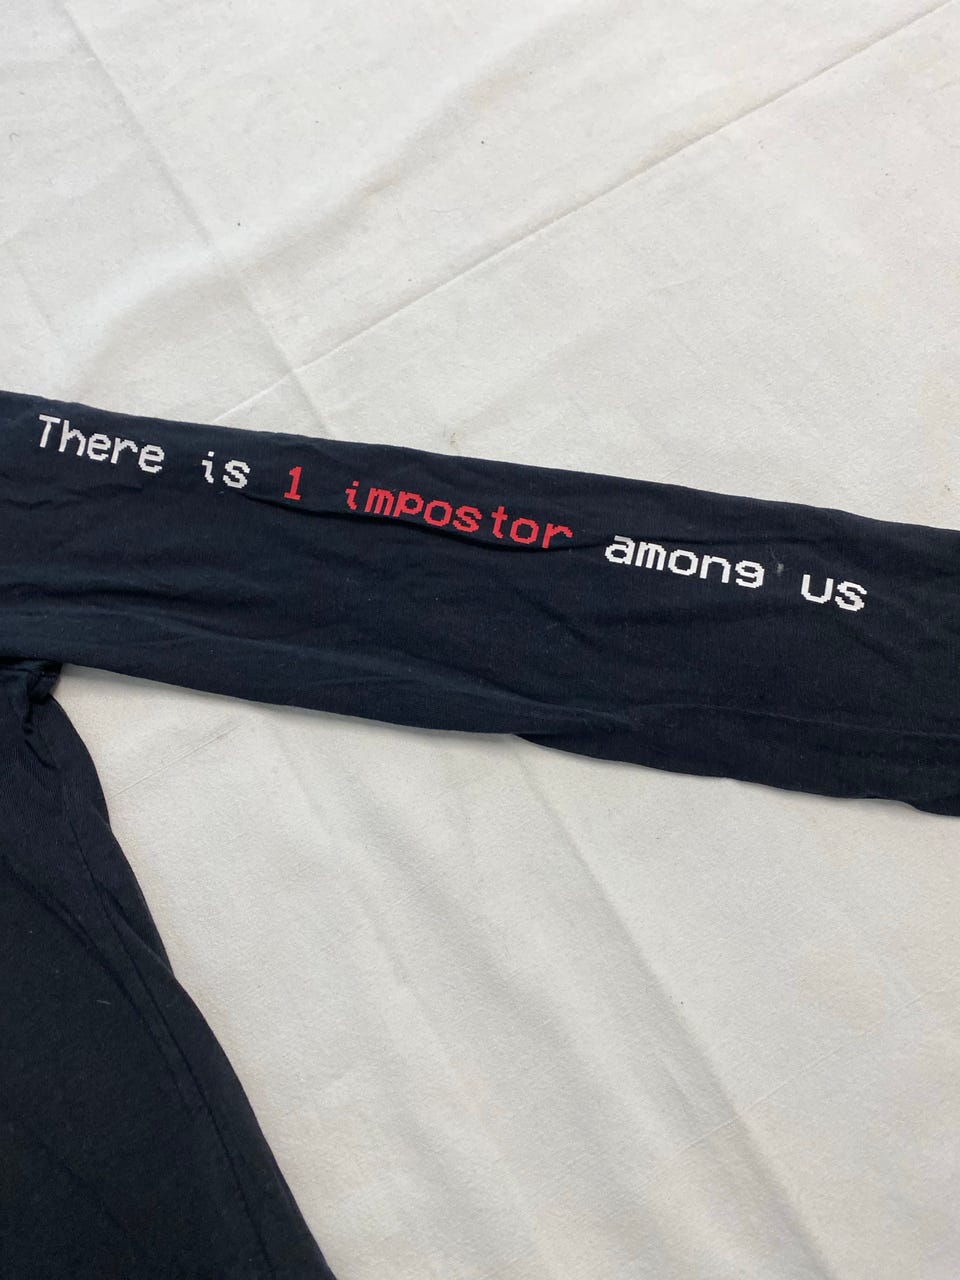 There is 1 impostor among us